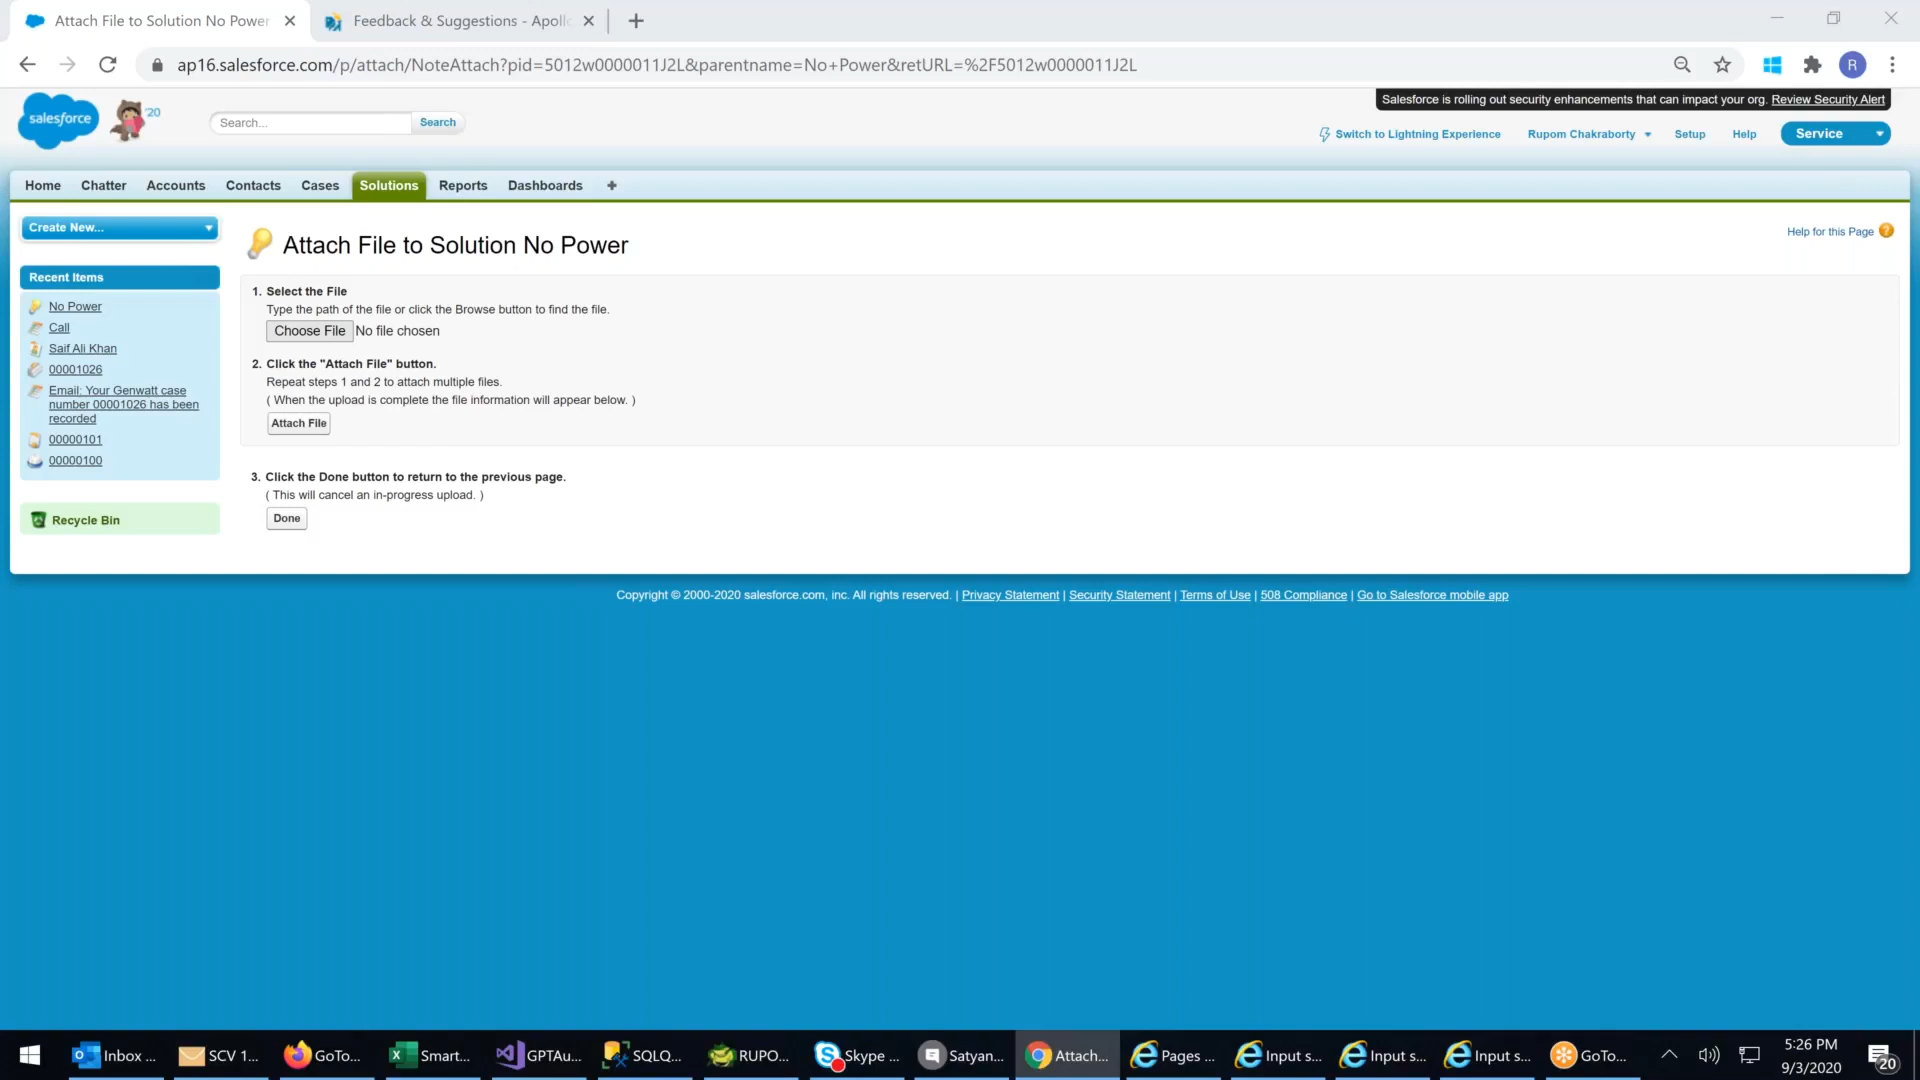 Attach File to Solution No Power
Feedback & Suggestions - Apoll
ap16.salesforce.com/p/attach/NoteAttach?pid=5012w0000011J2L&parentname=No+Power&retURL=%2F5012w0000011J2L
R
Salesforce is rolling out security enhancements that can impact your org. Review Security Alert
salesforce
'20
Search...
Search
Switch to Lightning Experience
Rupom Chakraborty
Setup
Help
Service
Home
Chatter
Accounts
Contacts
Cases
Solutions
Reports
Dashboards
Create New...
Attach File to Solution No Power
Help for this Page
Recent Items
No Power
Call
Saif Ali Khan
00001026
Email: Your Genwatt case
number 00001026 has been
recorded
00000101
00000100
Recycle Bin
1. Select the File
Type the path of the file or click the Browse button to find the file.
Choose File No file chosen
2. Click the "Attach File" button.
Repeat steps 1 and 2 to attach multiple files.
( When the upload is complete the file information will appear below. )
Attach File
3. Click the Done button to return to the previous page.
( This will cancel an in-progress upload. )
Done
Copyright © 2000-2020 salesforce.com, inc. All rights reserved. | Privacy Statement | Security Statement | Terms of Use | 508 Compliance | Go to Salesforce mobile app
Inbox ...
SCV 1...
GoTo...
Smart...
GPTAu...
SQLQ...
RUPO...
Skype ...
Satyan...
Attach...
Pages ...
Input s...
Input s...
Input s...
GoTo...
5:26 PM
9/3/2020
20